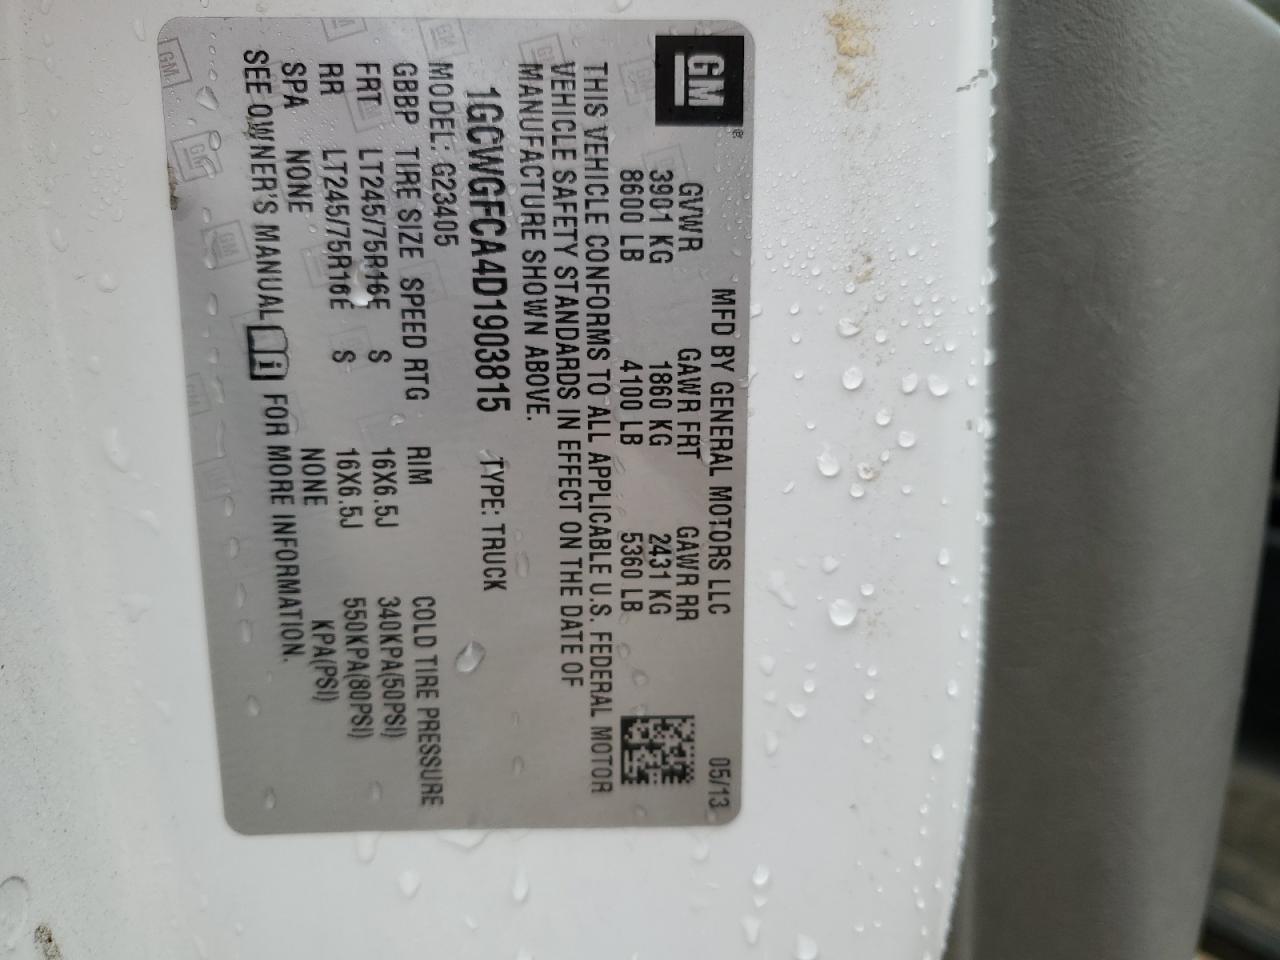 GM
MFD BY GENERAL MOTORS LLC 05/13
GVWR GAWR FRT GAWR RR
3901 KG 1860 KG 2431 KG
8600 LB 4100 LB 5360 LB
THIS VEHICLE CONFORMS TO ALL APPLICABLE U.S. FEDERAL MOTOR
VEHICLE SAFETY STANDARDS IN EFFECT ON THE DATE OF
MANUFACTURE SHOWN ABOVE.
1GCWGFCA4D1903815 TYPE: TRUCK
MODEL: G23405
GBBP TIRE SIZE SPEED RTG RIM COLD TIRE PRESSURE
FRT LT245/75R16E S 16X6.5J 340KPA(50PSI)
RR LT245/75R16E S 16X6.5J 550KPA(80PSI)
SPA NONE NONE KPA(PSI)
SEE OWNER'S MANUAL i FOR MORE INFORMATION.